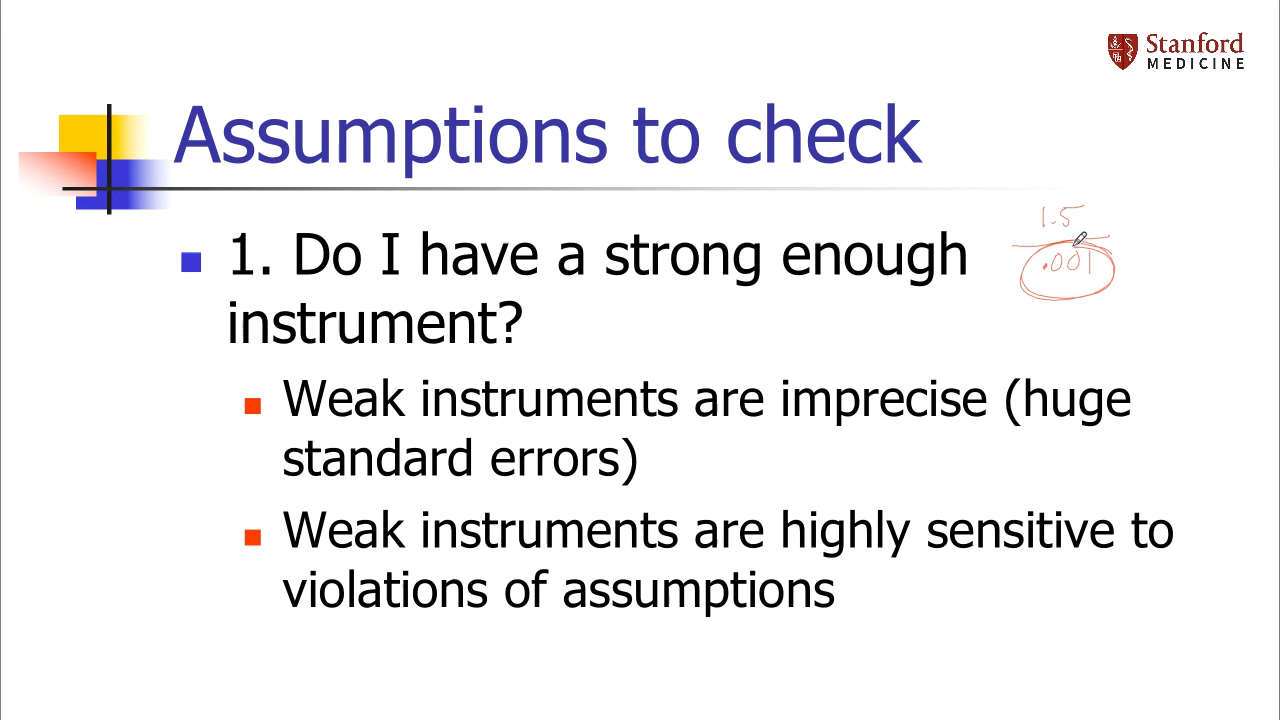 Stanford
MEDICINE
Assumptions to check
1.5
.001
1. Do I have a strong enough
instrument?
Weak instruments are imprecise (huge
standard errors)
Weak instruments are highly sensitive to
violations of assumptions